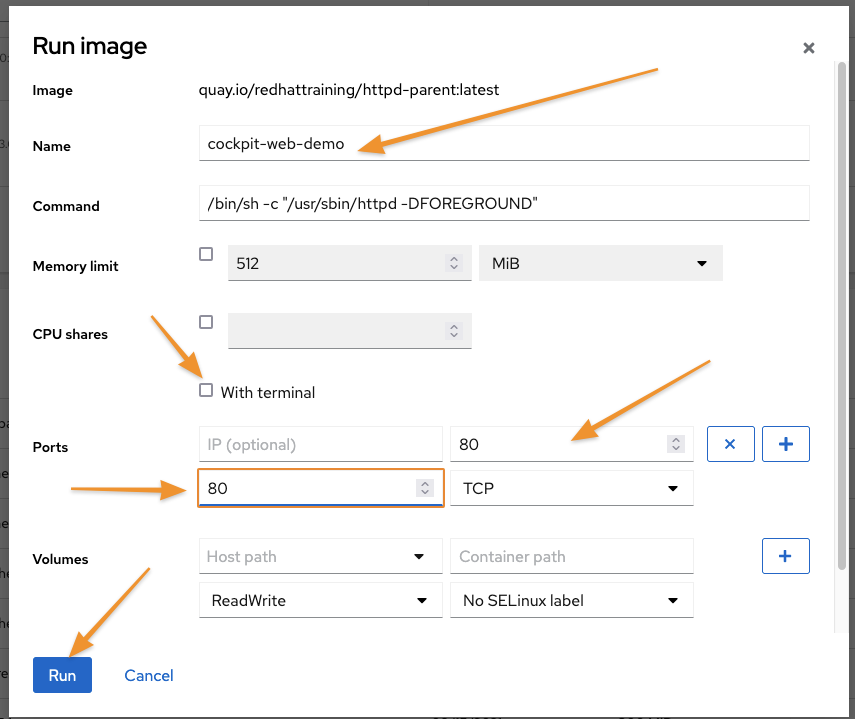 Run image
Image quay.io/redhattraining/httpd-parent:latest
Name cockpit-web-demo
Command /bin/sh -c "/usr/sbin/httpd -DFOREGROUND"
Memory limit 512 MiB
CPU shares
With terminal
Ports IP (optional) 80
80 TCP
Volumes Host path Container path
ReadWrite No SELinux label
Run Cancel